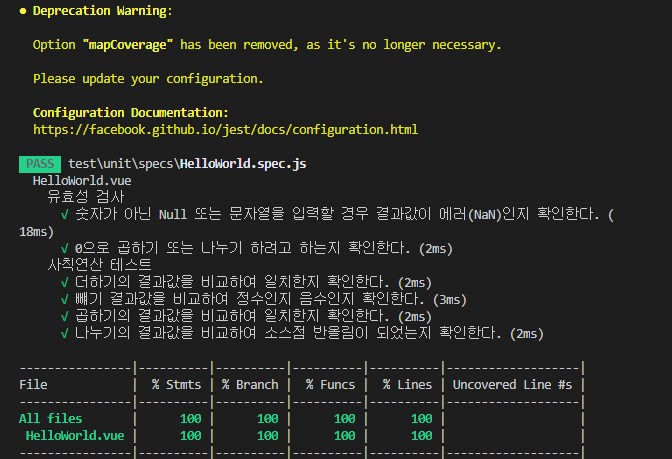 ● Deprecation Warning:
Option "mapCoverage" has been removed, as it's no longer necessary.
Please update your configuration.
Configuration Documentation:
https://facebook.github.io/jest/docs/configuration.html
PASS test\unit\specs\HelloWorld.spec.js
HelloWorld.vue
유효성 검사
√ 숫자가 아닌 Null 또는 문자열을 입력할 경우 결과값이 에러(NaN)인지 확인한다. (
18ms)
√ 0으로 곱하기 또는 나누기 하려고 하는지 확인한다. (2ms)
사칙연산 테스트
√ 더하기의 결과값을 비교하여 일치한지 확인한다. (2ms)
√ 빼기 결과값을 비교하여 정수인지 음수인지 확인한다. (3ms)
√ 곱하기의 결과값을 비교하여 일치한지 확인한다. (2ms)
√ 나누기의 결과값을 비교하여 소스점 반올림이 되었는지 확인한다. (2ms)
----------------|----------|----------|----------|----------|-------------------|
File            |  % Stmts | % Branch |  % Funcs |  % Lines | Uncovered Line #s |
----------------|----------|----------|----------|----------|-------------------|
All files       |      100 |      100 |      100 |      100 |                   |
 HelloWorld.vue |      100 |      100 |      100 |      100 |                   |
----------------|----------|----------|----------|----------|-------------------|